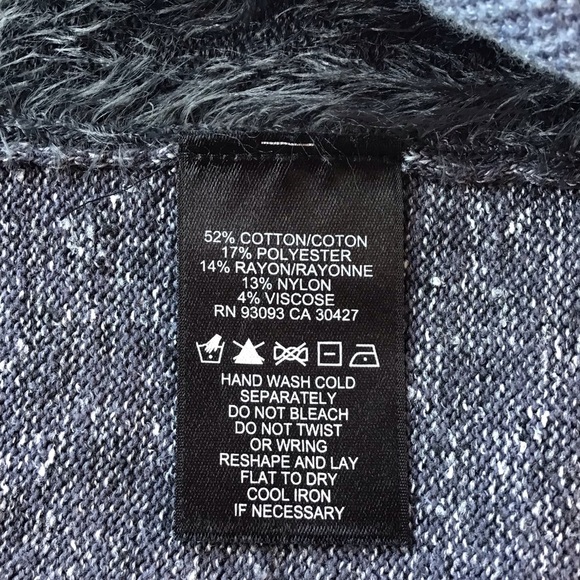 52% COTTON/COTON
17% POLYESTER
14% RAYON/RAYONNE
13% NYLON
4% VISCOSE
RN 93093 CA 30427
HAND WASH COLD
SEPARATELY
DO NOT BLEACH
DO NOT TWIST
OR WRING
RESHAPE AND LAY
FLAT TO DRY
COOL IRON
IF NECESSARY